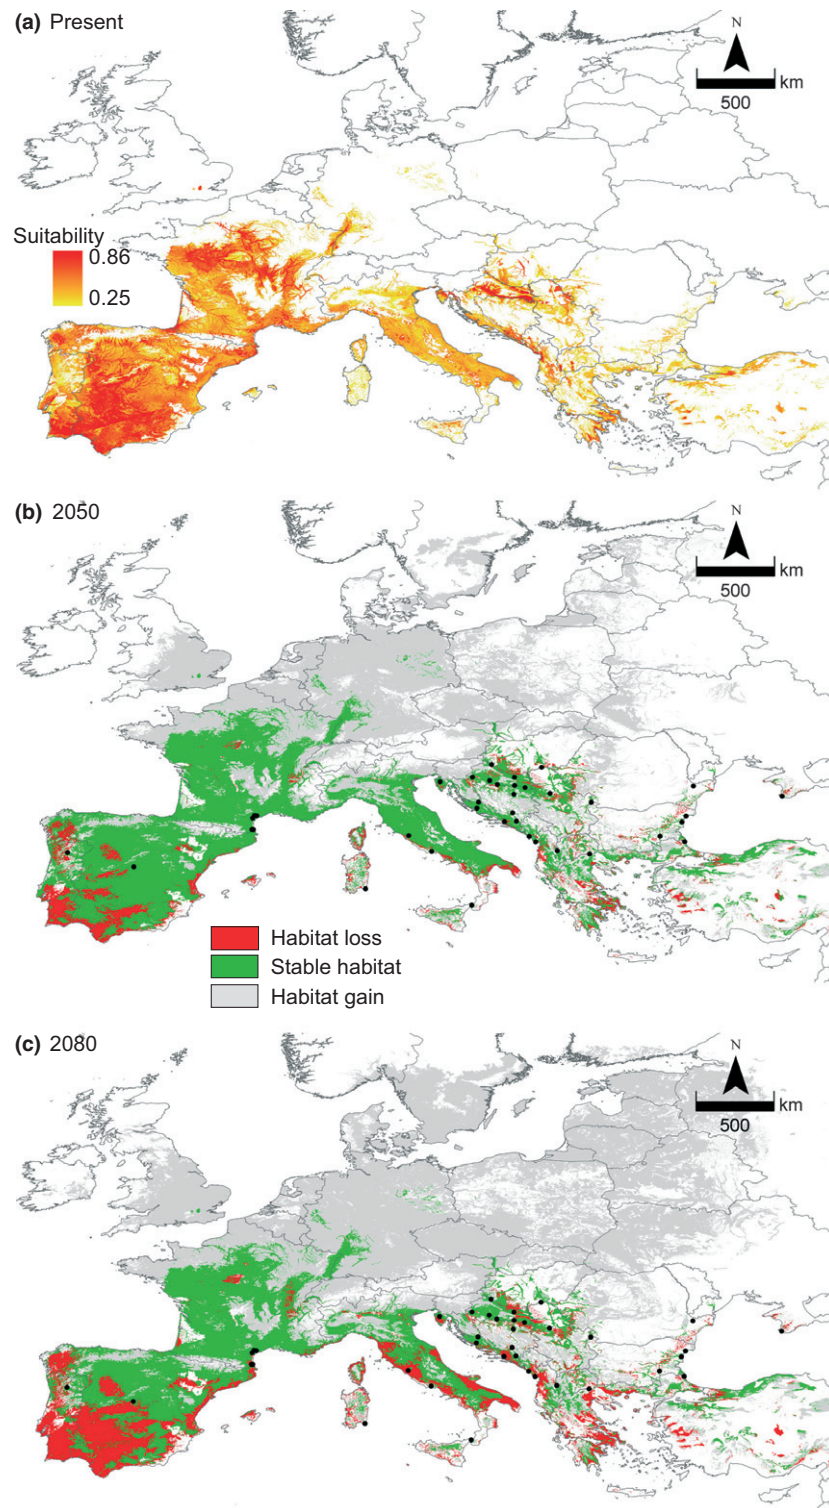 (a) Present
N
km
500
Suitability
0.86
0.25
(b) 2050
N
km
500
Habitat loss
Stable habitat
Habitat gain
(c) 2080
N
km
500